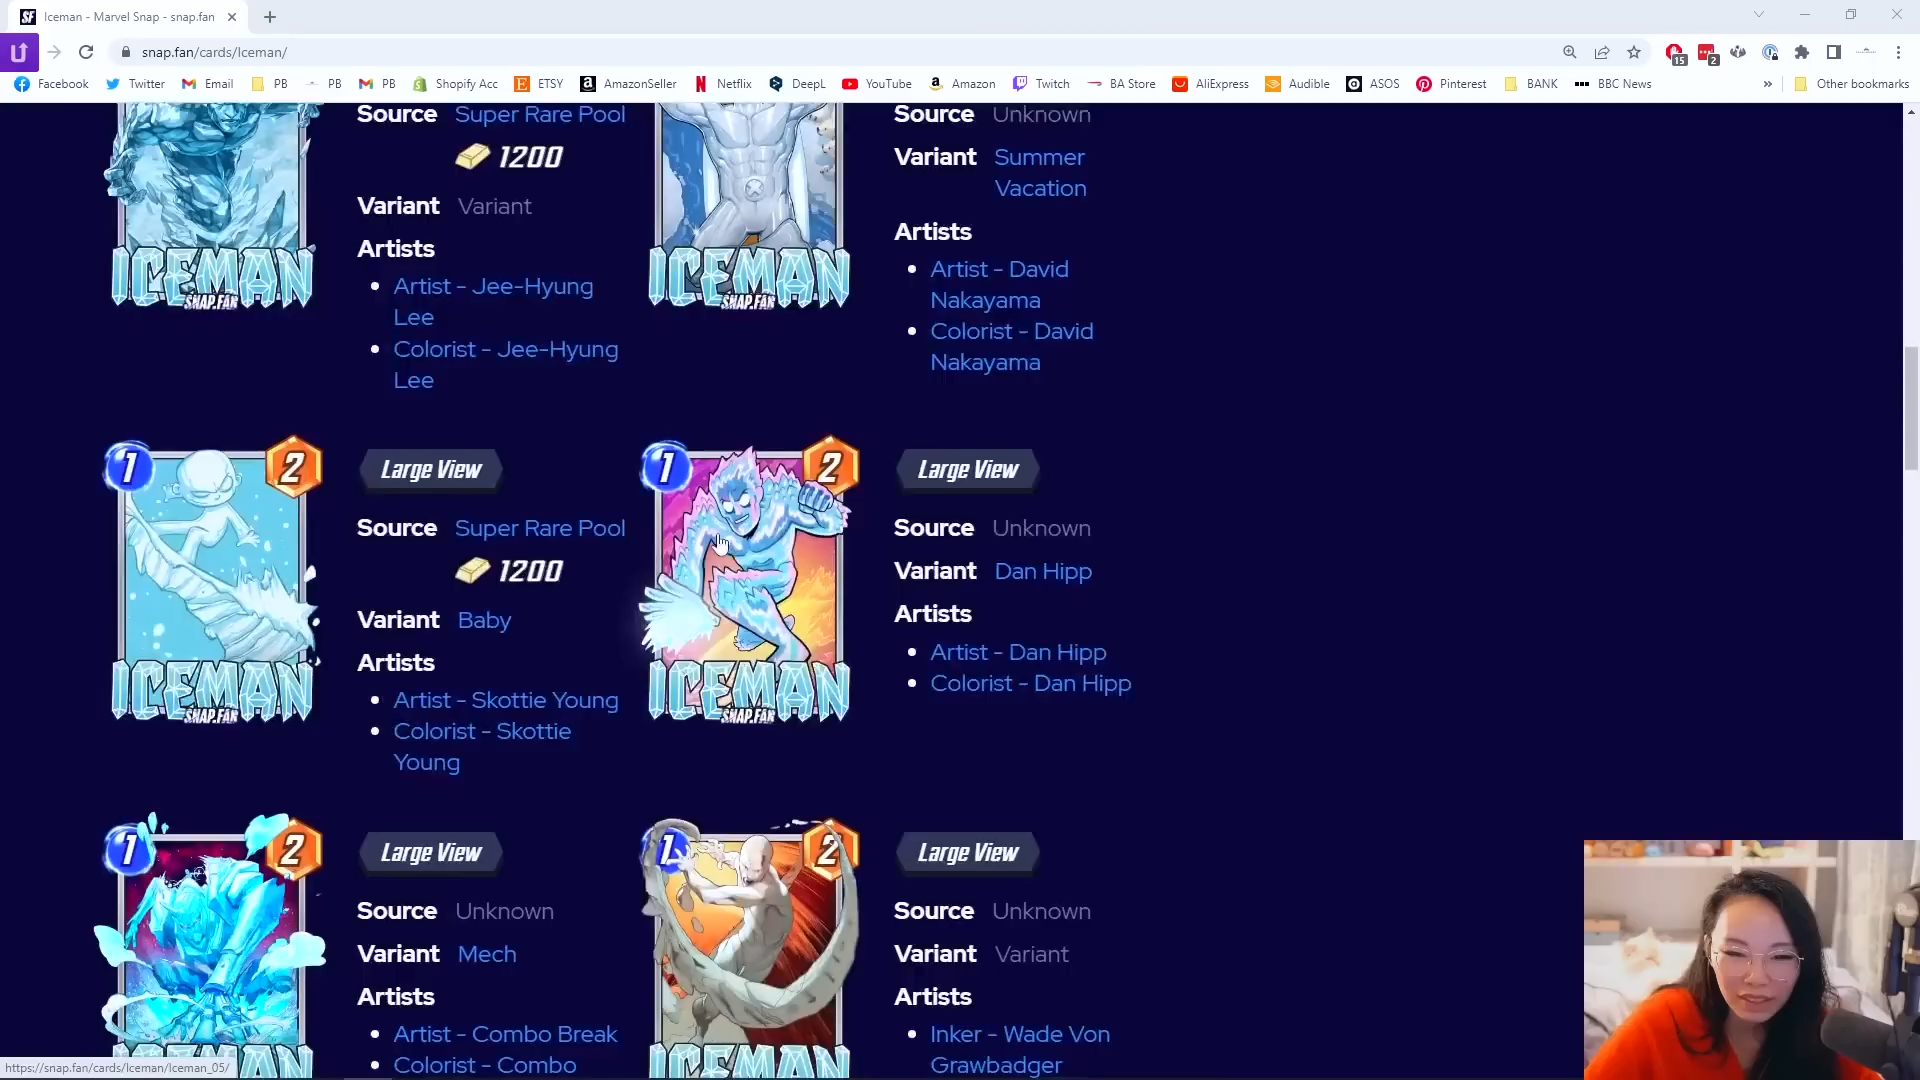 Iceman - Marvel Snap - snap.fan
snap.fan/cards/Iceman/
15
2
Facebook
Twitter
Email
PB
PB
PB
Shopify Acc
ETSY
AmazonSeller
Netflix
DeepL
YouTube
Amazon
Twitch
BA Store
AliExpress
Audible
ASOS
Pinterest
BANK
BBC News
»
Other bookmarks
ICEMAN
SNAP.FAN
Source Super Rare Pool
1200
Variant Variant
Artists
• Artist - Jee-Hyung
Lee
• Colorist - Jee-Hyung
Lee
ICEMAN
SNAP.FAN
Source Unknown
Variant Summer
Vacation
Artists
• Artist - David
Nakayama
• Colorist - David
Nakayama
1 2
ICEMAN
SNAP.FAN
Large View
Source Super Rare Pool
1200
Variant Baby
Artists
• Artist - Skottie Young
• Colorist - Skottie
Young
1 2
ICEMAN
SNAP.FAN
Large View
Source Unknown
Variant Dan Hipp
Artists
• Artist - Dan Hipp
• Colorist - Dan Hipp
1 2
ICEMAN
Large View
Source Unknown
Variant Mech
Artists
• Artist - Combo Break
• Colorist - Combo
1 2
ICEMAN
Large View
Source Unknown
Variant Variant
Artists
• Inker - Wade Von
Grawbadger
https://snap.fan/cards/Iceman/Iceman_05/